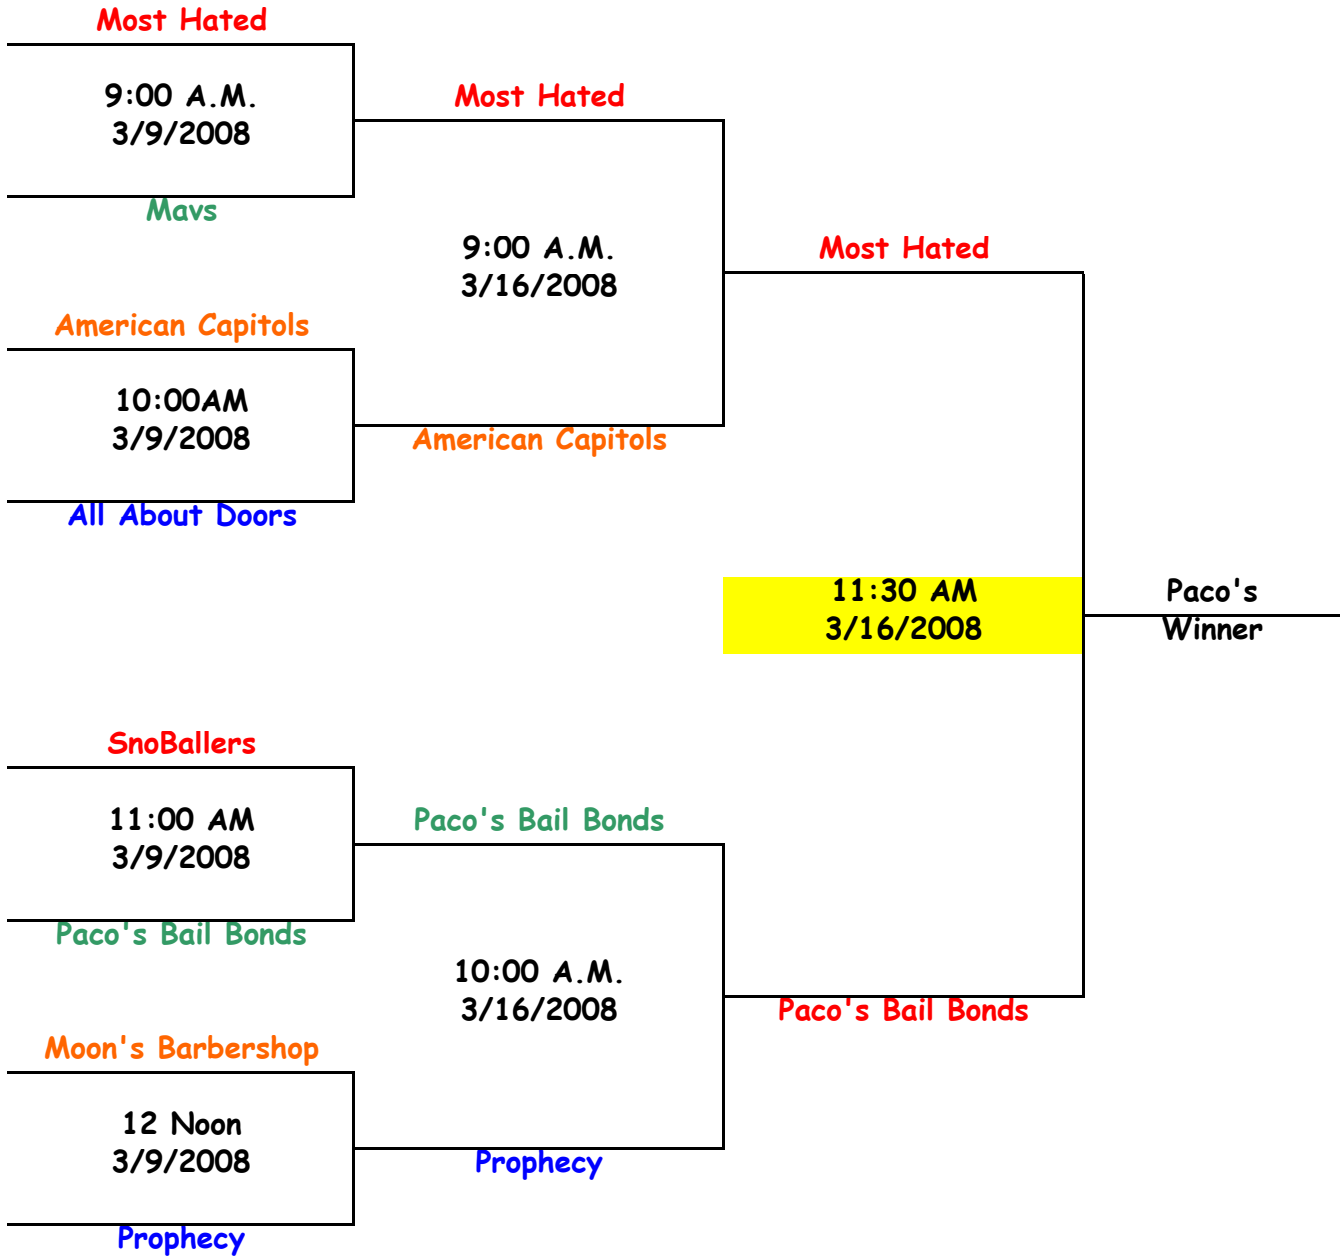 Most Hated
9:00 A.M.
3/9/2008
Mavs
American Capitols
10:00AM
3/9/2008
All About Doors
SnoBallers
11:00 AM
3/9/2008
Paco's Bail Bonds
Moon's Barbershop
12 Noon
3/9/2008
Prophecy
Most Hated
9:00 A.M.
3/16/2008
American Capitols
Paco's Bail Bonds
10:00 A.M.
3/16/2008
Prophecy
Most Hated
11:30 AM
3/16/2008
Paco's Bail Bonds
Paco's
Winner